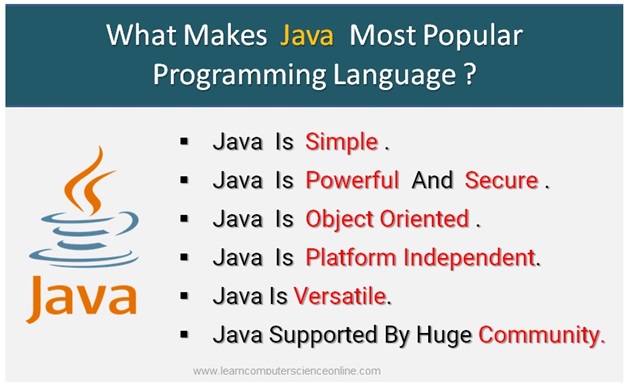 What Makes Java Most Popular
Programming Language ?
▪ Java Is Simple .
▪ Java Is Powerful And Secure .
▪ Java Is Object Oriented .
▪ Java Is Platform Independent.
▪ Java Is Versatile.
▪ Java Supported By Huge Community.
Java
www.learncomputerscienceonline.com